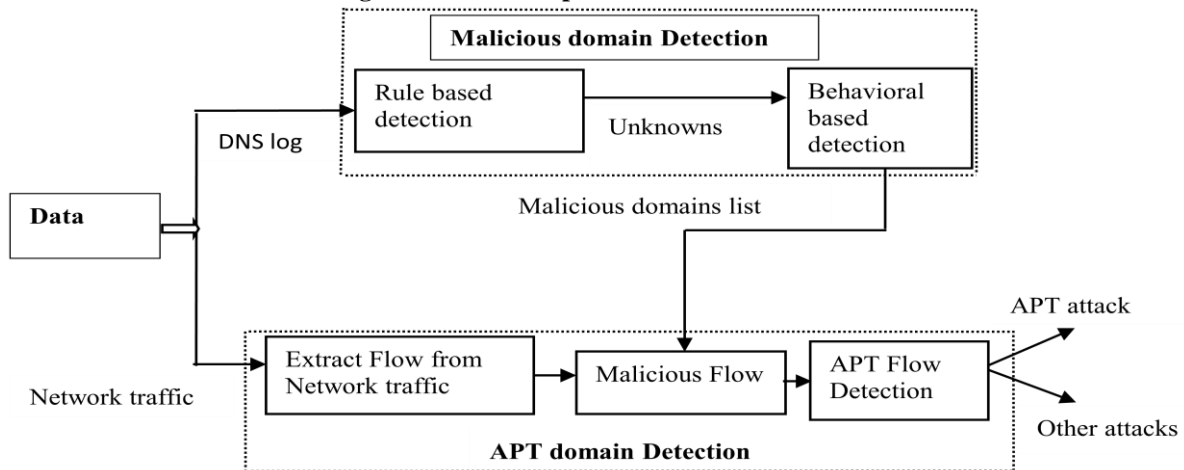 Malicious domain Detection
Rule based
detection
Unknowns
Behavioral
based
detection
DNS log
Data
Malicious domains list
APT attack
Extract Flow from
Network traffic
Malicious Flow
APT Flow
Detection
Network traffic
Other attacks
APT domain Detection